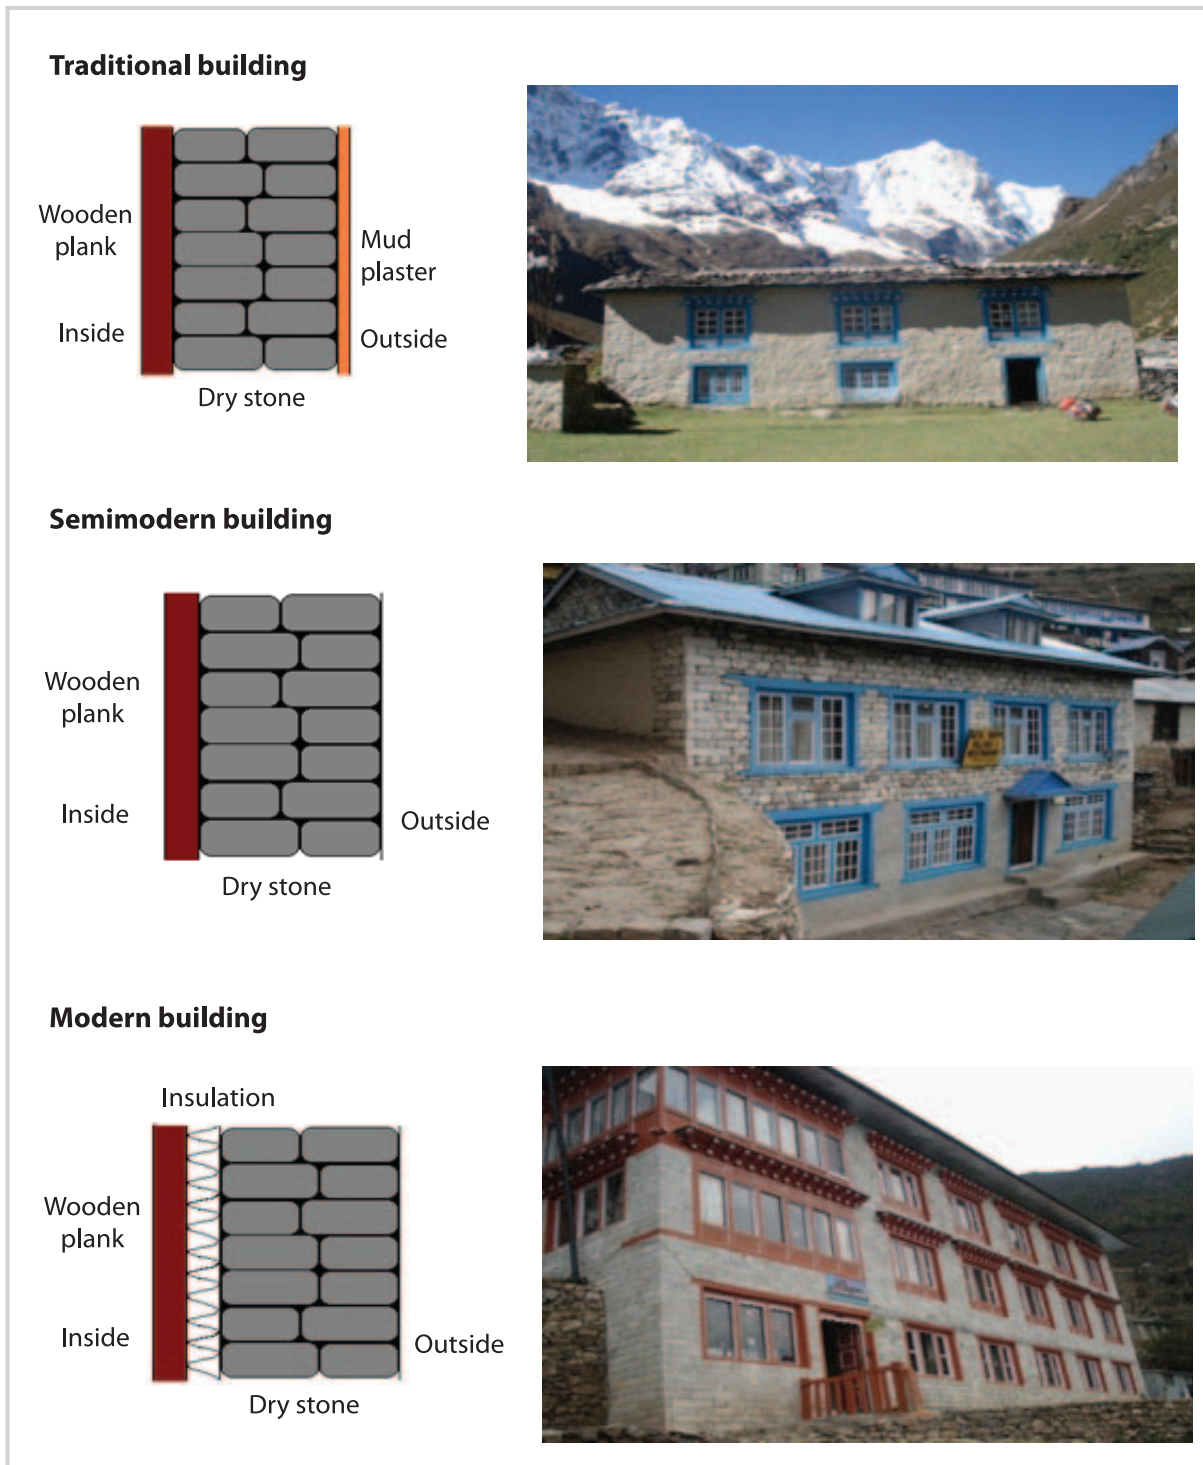 Traditional building
Wooden
plank
Mud
plaster
Inside
Outside
Dry stone
Semimodern building
Wooden
plank
Inside
Outside
Dry stone
Modern building
Insulation
Wooden
plank
Inside
Outside
Dry stone